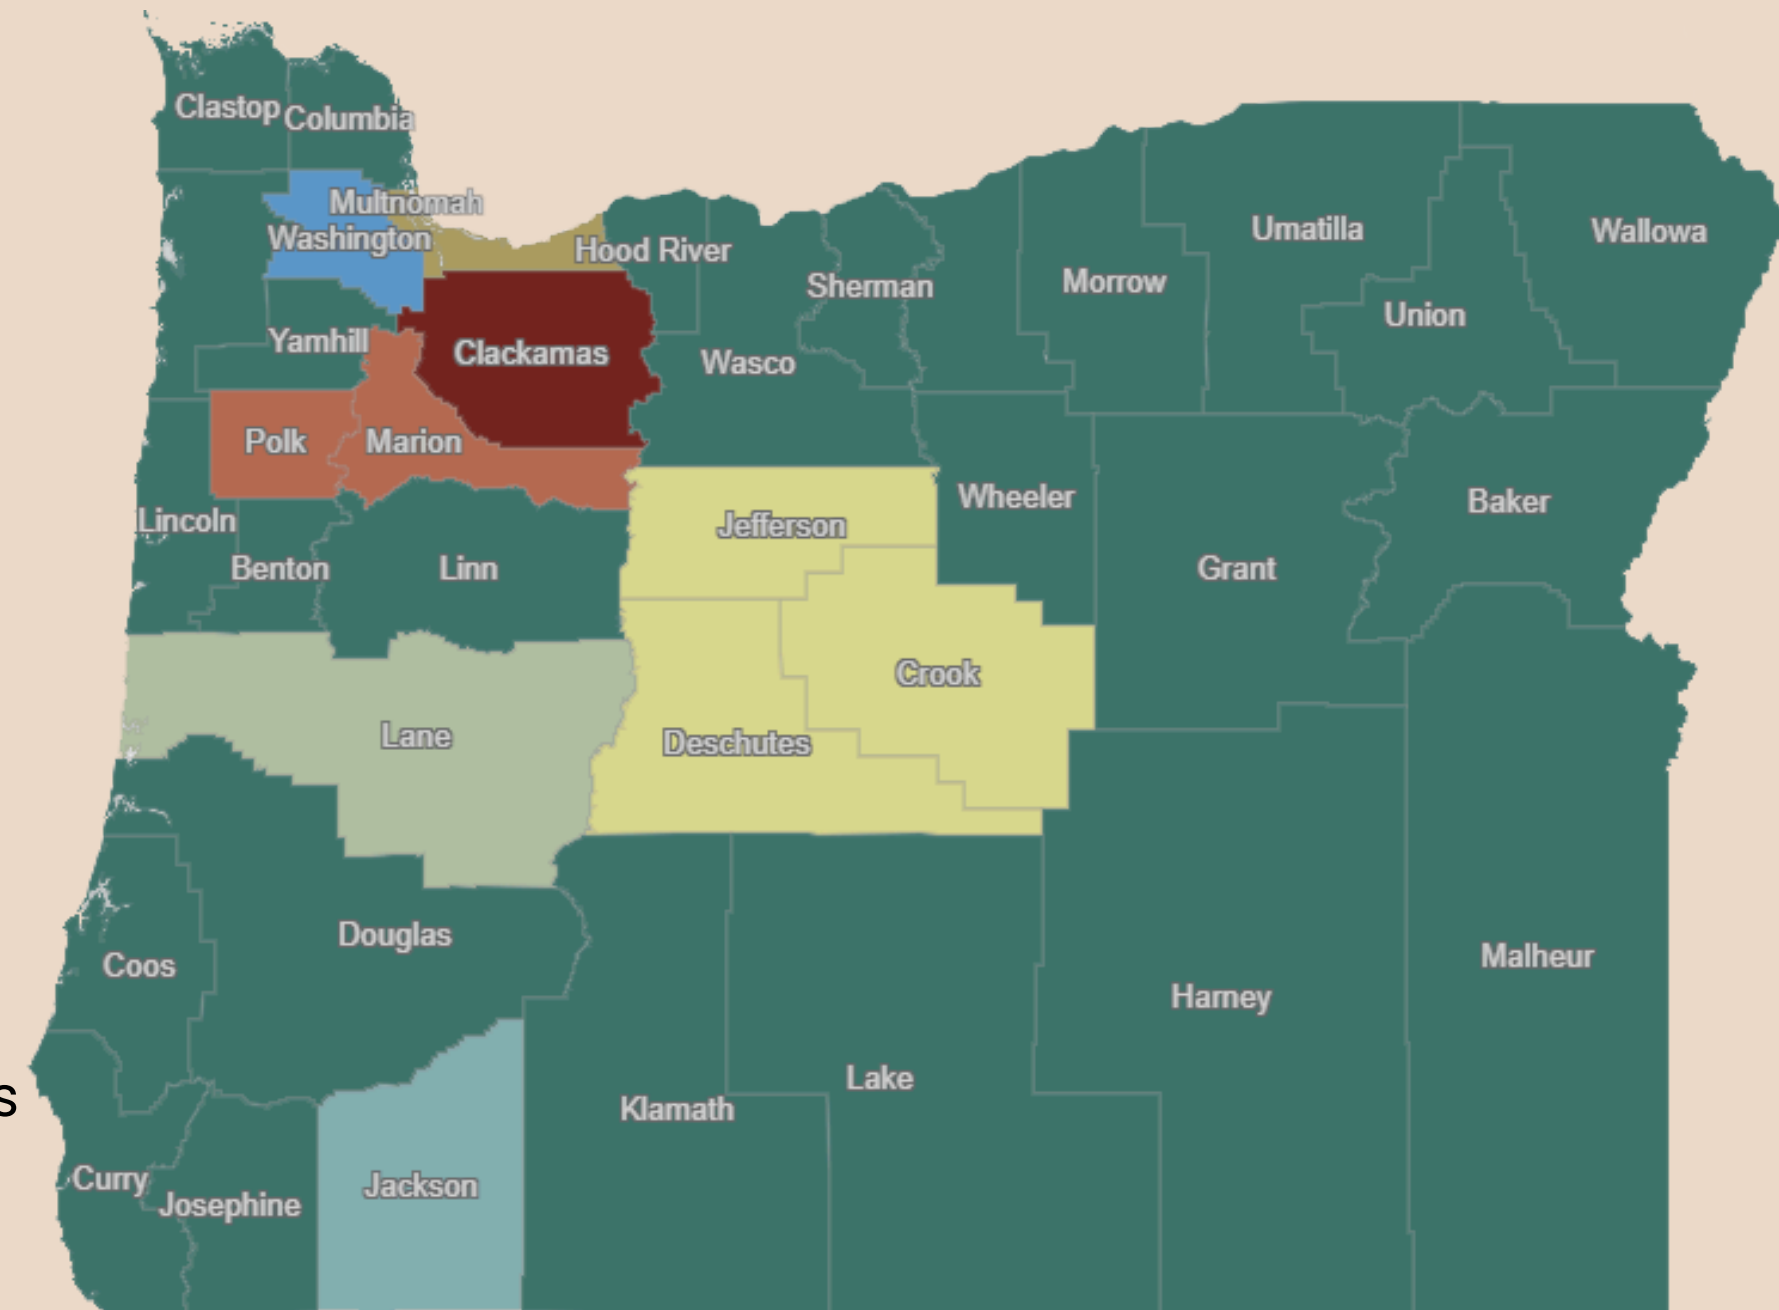 Clastop
Columbia
Multnomah
Washington
Hood River
Umatilla
Wallowa
Sherman
Morrow
Union
Yamhill
Clackamas
Wasco
Polk
Marion
Jefferson
Wheeler
Baker
Lincoln
Benton
Linn
Grant
Crook
Lane
Deschutes
Douglas
Coos
Malheur
Harney
Lake
s
Klamath
Curry
Josephine
Jackson